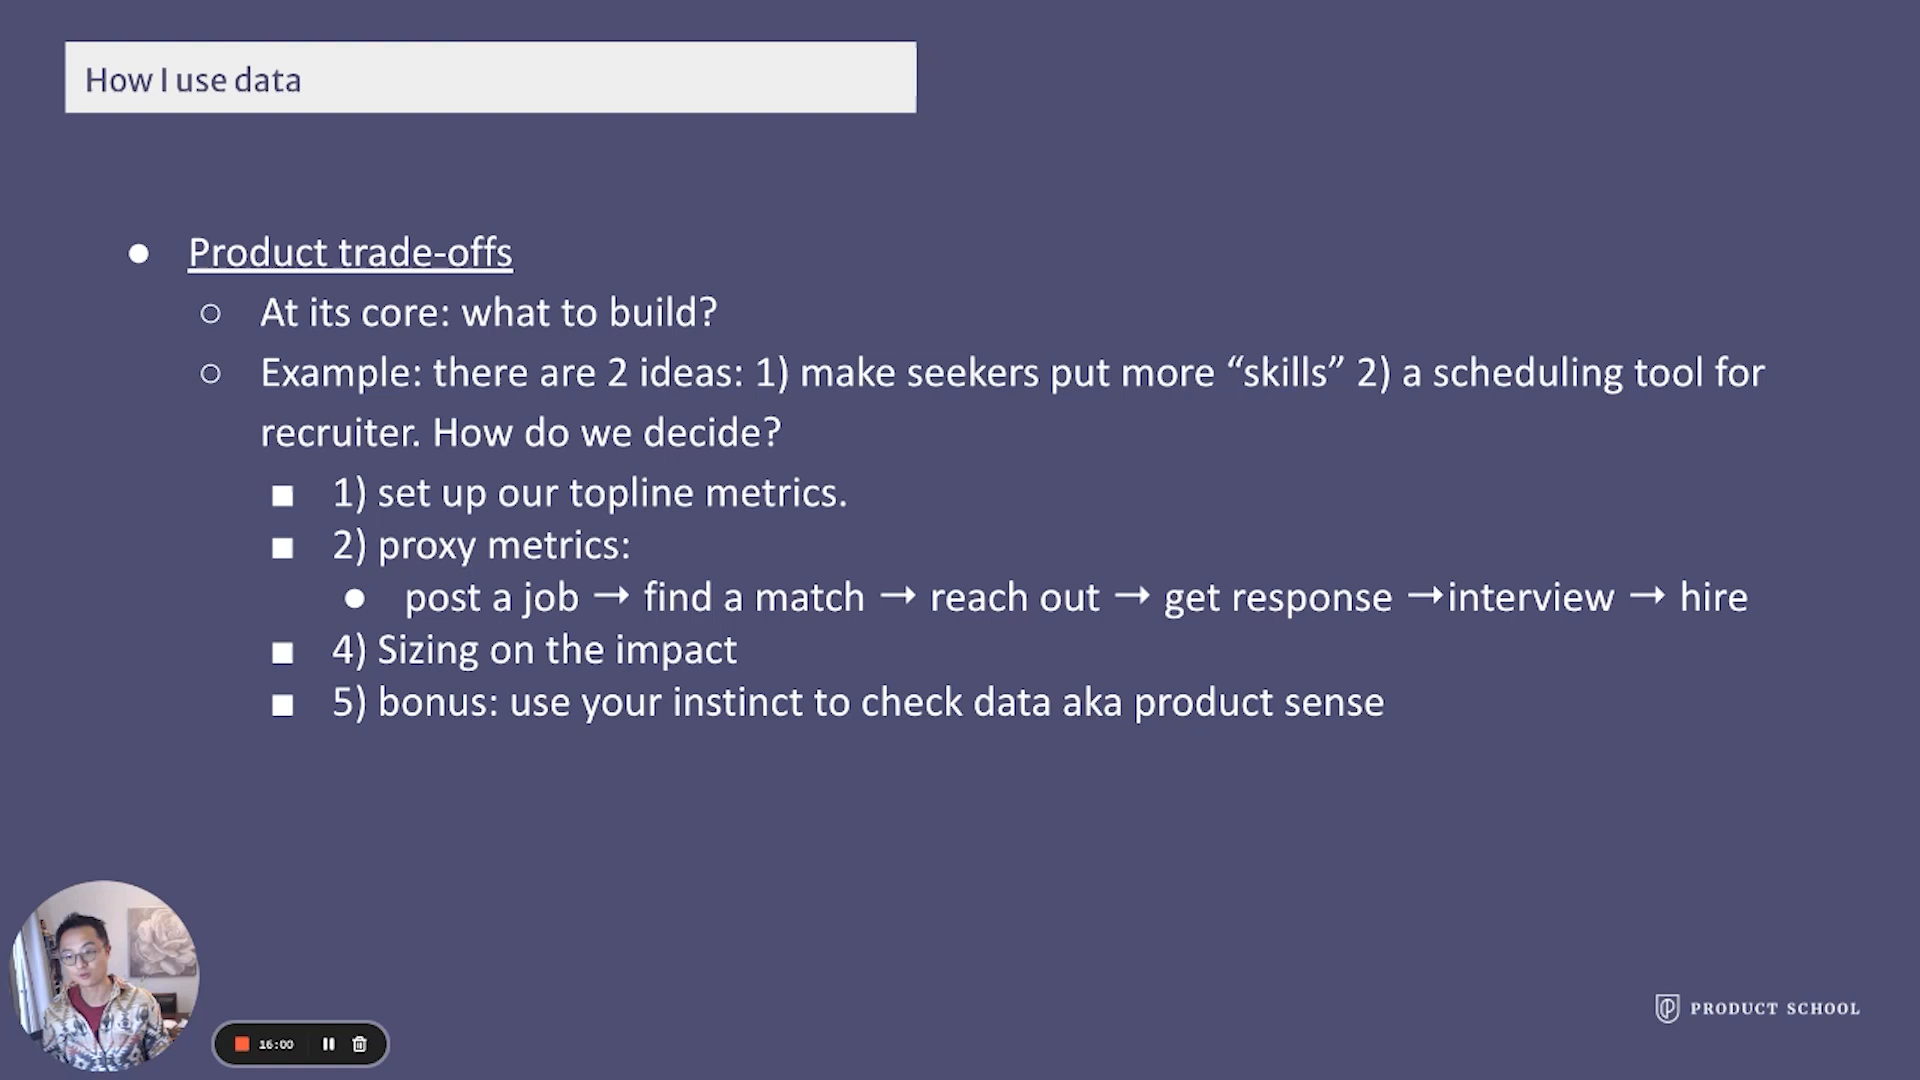 How I use data
● Product trade-offs
○ At its core: what to build?
○ Example: there are 2 ideas: 1) make seekers put more “skills” 2) a scheduling tool for
recruiter. How do we decide?
■ 1) set up our topline metrics.
■ 2) proxy metrics:
● post a job → find a match → reach out → get response →interview → hire
■ 4) Sizing on the impact
■ 5) bonus: use your instinct to check data aka product sense
16:00
PRODUCT SCHOOL